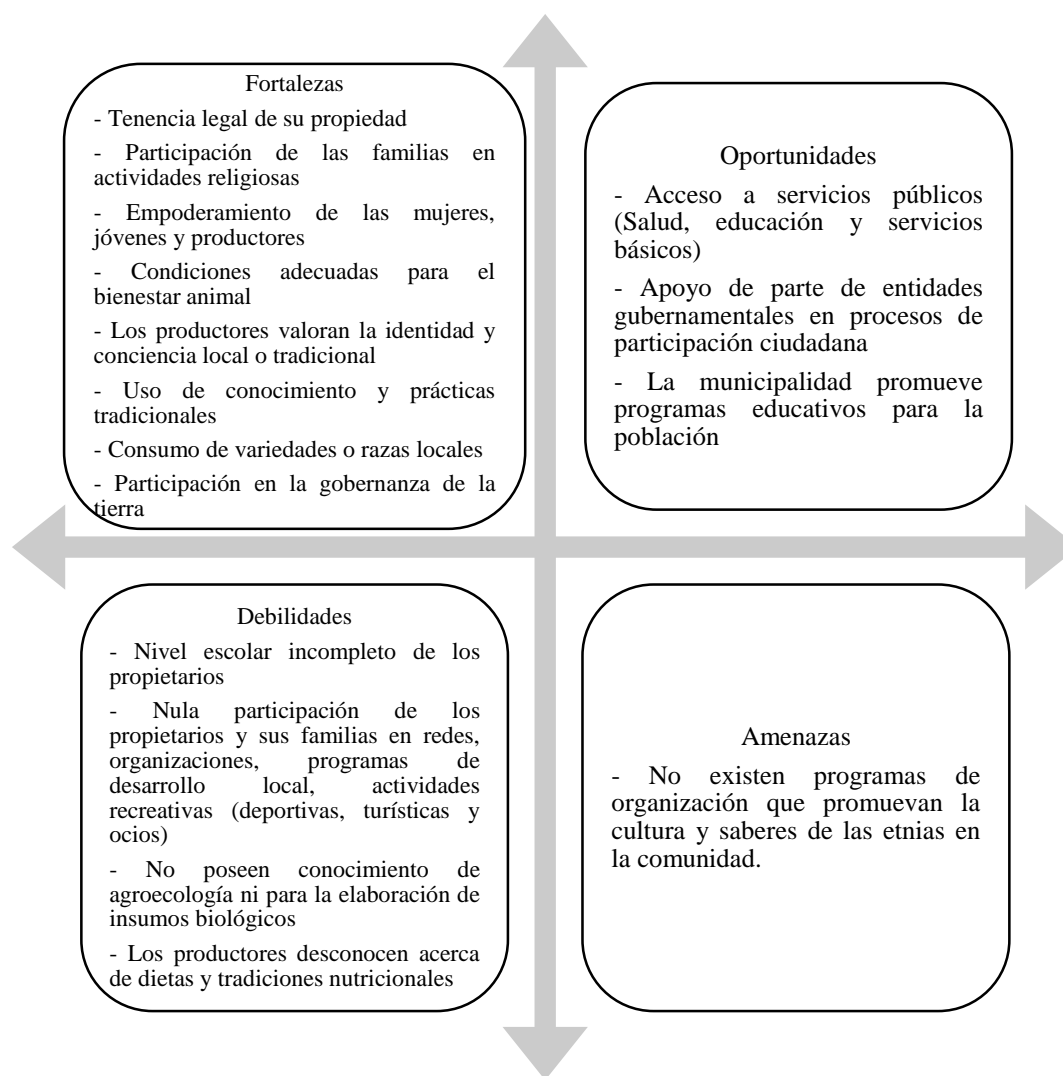 Fortalezas
- Tenencia legal de su propiedad
- Participación de las familias en
actividades religiosas
- Empoderamiento de las mujeres,
jóvenes y productores
- Condiciones adecuadas para el
bienestar animal
- Los productores valoran la identidad y
conciencia local o tradicional
- Uso de conocimiento y prácticas
tradicionales
- Consumo de variedades o razas locales
- Participación en la gobernanza de la
tierra
Oportunidades
- Acceso a servicios públicos
(Salud, educación y servicios
básicos)
- Apoyo de parte de entidades
gubernamentales en procesos de
participación ciudadana
- La municipalidad promueve
programas educativos para la
población
Debilidades
- Nivel escolar incompleto de los
propietarios
- Nula participación de los
propietarios y sus familias en redes,
organizaciones, programas de
desarrollo local, actividades
recreativas (deportivas, turísticas y
ocios)
- No poseen conocimiento de
agroecología ni para la elaboración de
insumos biológicos
- Los productores desconocen acerca
de dietas y tradiciones nutricionales
Amenazas
- No existen programas de
organización que promuevan la
cultura y saberes de las etnias en
la comunidad.